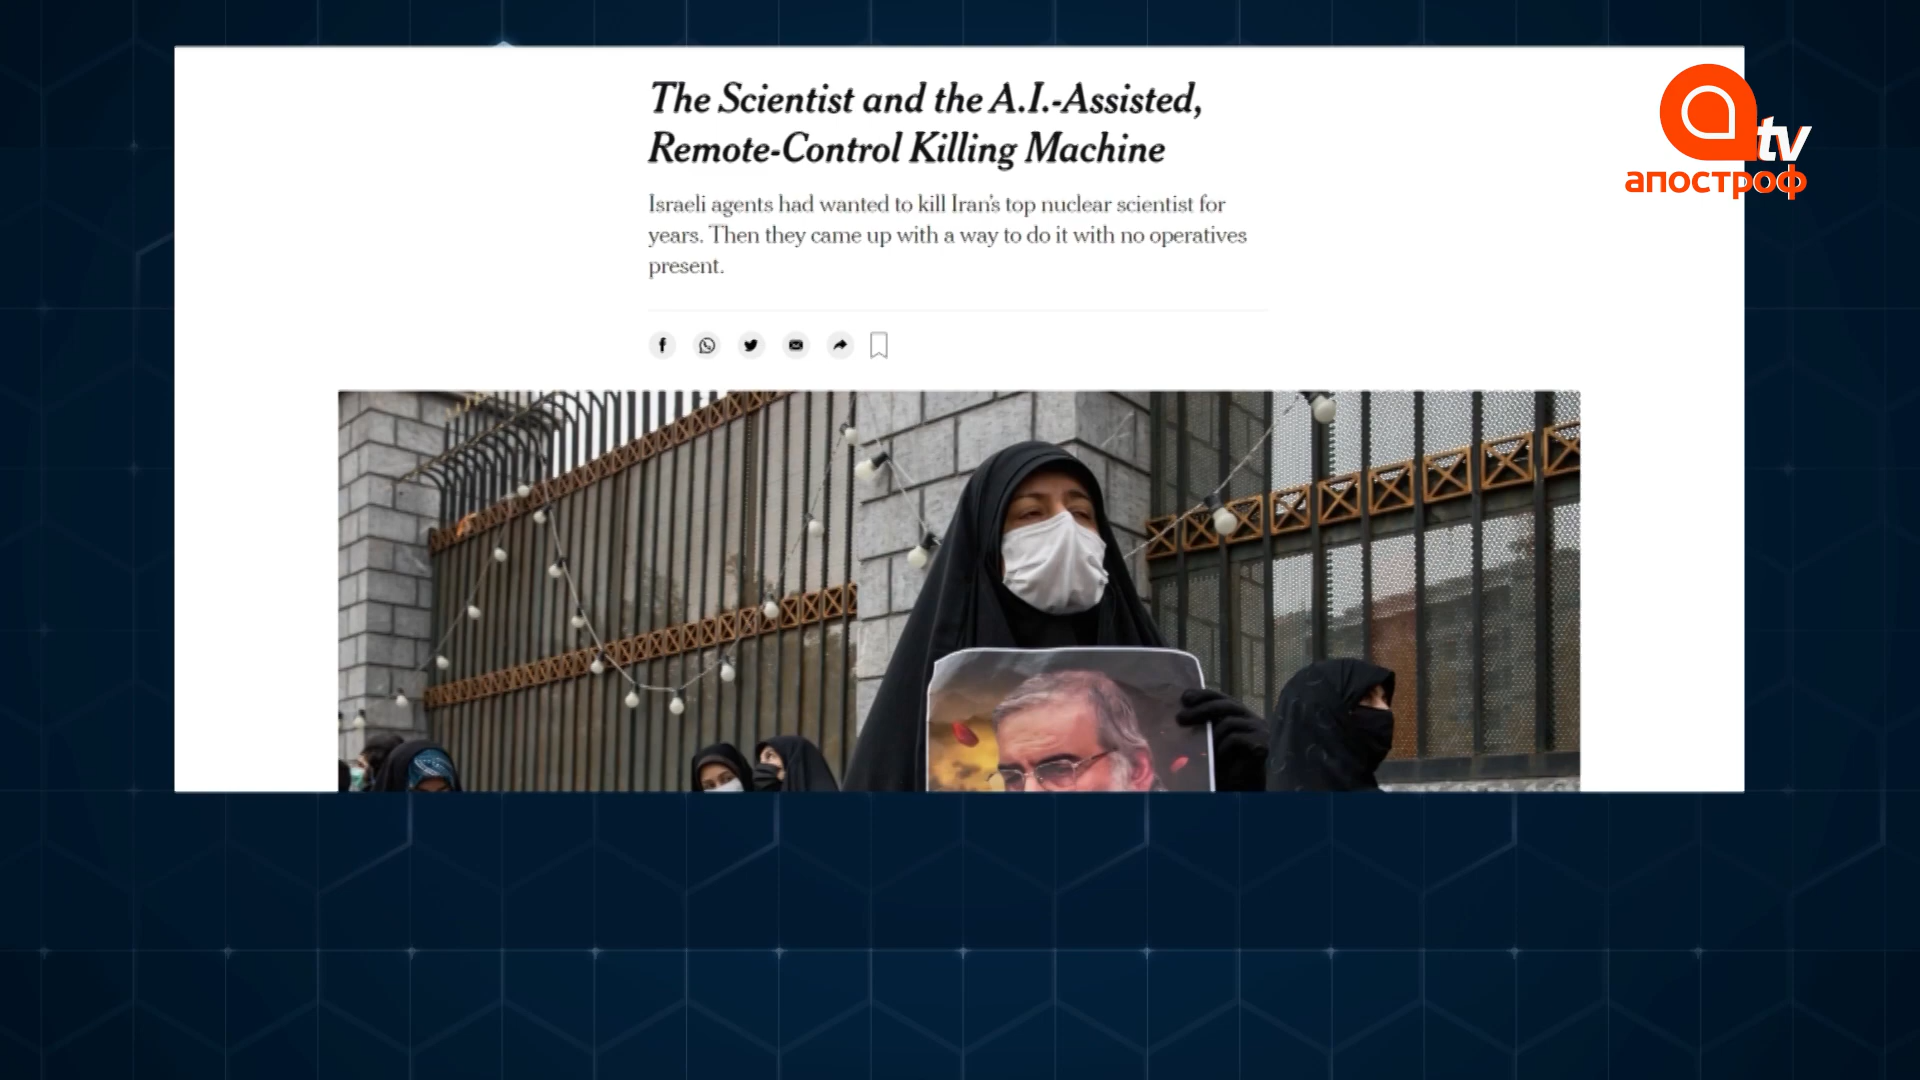 The Scientist and the A.I.-Assisted,
Remote-Control Killing Machine
Israeli agents had wanted to kill Iran's top nuclear scientist for
years. Then they came up with a way to do it with no operatives
present.
tv
апостроф